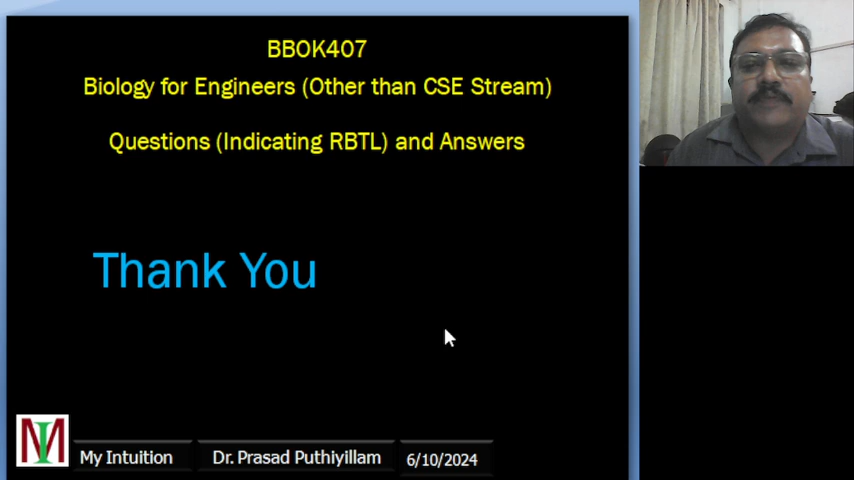 BBOK407
Biology for Engineers (Other than CSE Stream)
Questions (Indicating RBTL) and Answers
Thank You
MI
My Intuition
Dr. Prasad Puthiyillam
6/10/2024